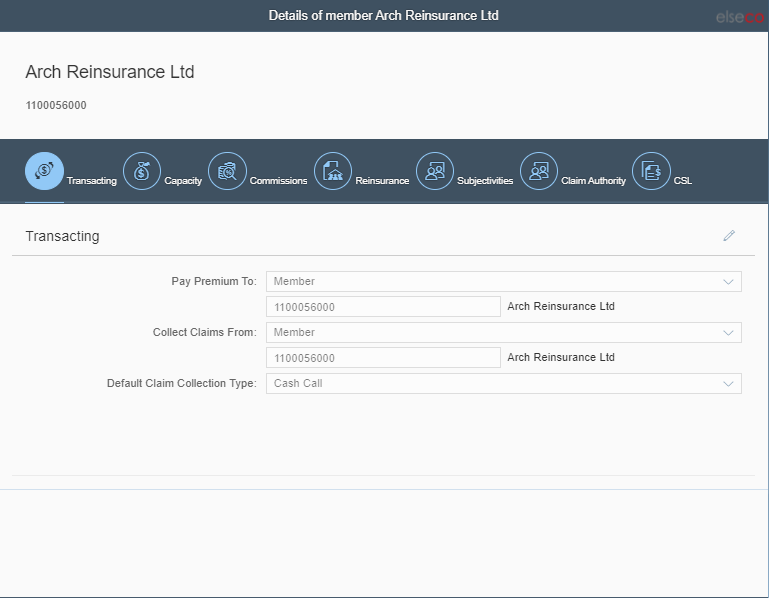 Details of member Arch Reinsurance Ltd
elseco
Arch Reinsurance Ltd
1100056000
Transacting Capacity Commissions Reinsurance Subjectivities Claim Authority CSL
Transacting
Pay Premium To: Member
1100056000 Arch Reinsurance Ltd
Collect Claims From: Member
1100056000 Arch Reinsurance Ltd
Default Claim Collection Type: Cash Call